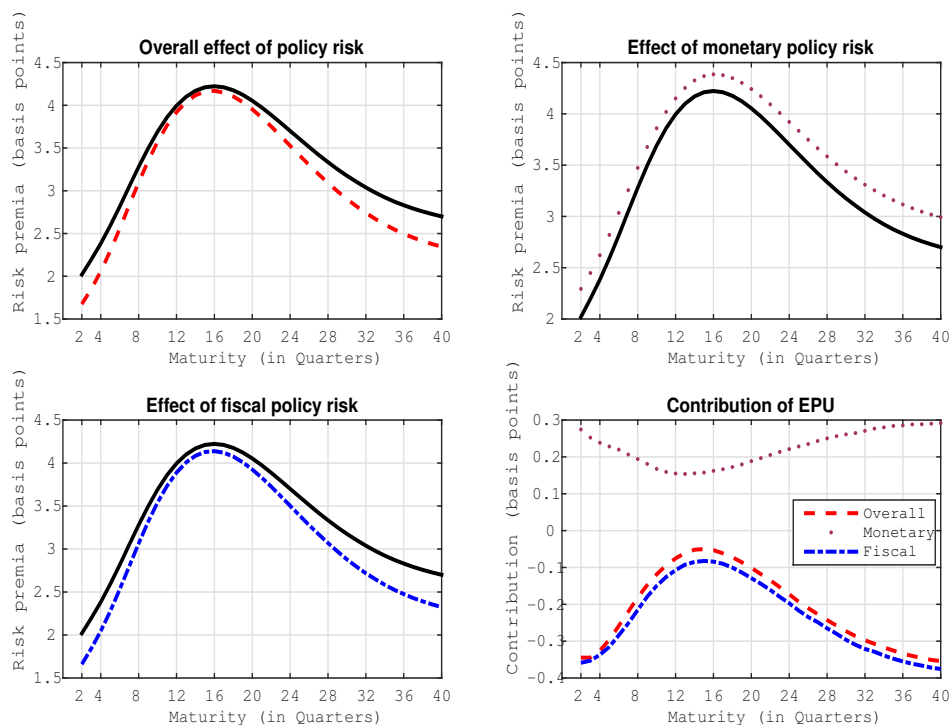 Overall effect of policy risk
Risk premia (basis points)
4.5
4
3.5
3
2.5
2
1.5
2 4 8 12 16 20 24 28 32 36 40
Maturity (in Quarters)
Effect of monetary policy risk
Risk premia (basis points)
4.5
4
3.5
3
2.5
2
2 4 8 12 16 20 24 28 32 36 40
Maturity (in Quarters)
Effect of fiscal policy risk
Risk premia (basis points)
4.5
4
3.5
3
2.5
2
1.5
2 4 8 12 16 20 24 28 32 36 40
Maturity (in Quarters)
Contribution of EPU
Contribution (basis points)
0.3
0.2
0.1
0
-0.1
-0.2
-0.3
-0.4
2 4 8 12 16 20 24 28 32 36 40
Maturity (in Quarters)
Overall
Monetary
Fiscal